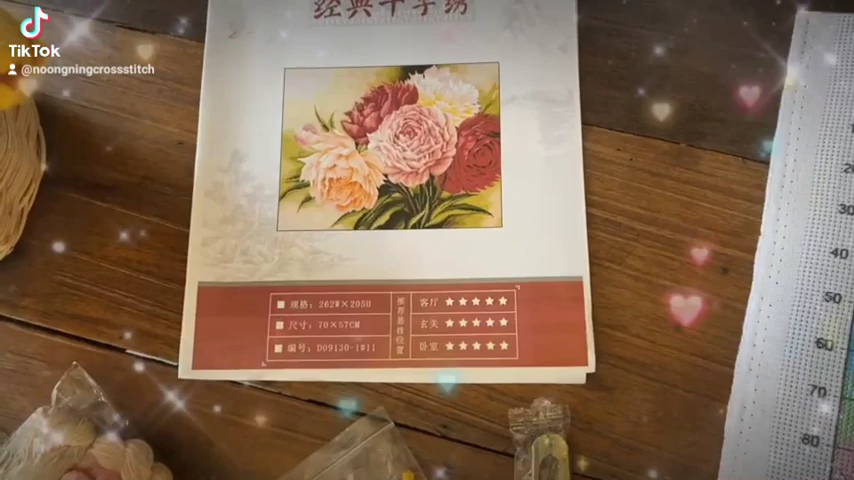 TikTok
@noongningcrossstitch
经典十字绣
规格：262W×205H
尺寸：70×57CM
编号：D09130-1#11
推荐悬挂位置
客厅 ★★★★★
玄关 ★★★★★
卧室 ★★★★★
20
30
40
50
60
70
80